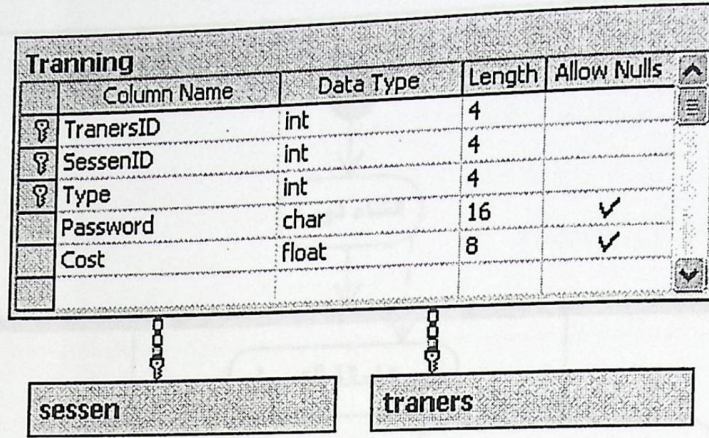 Tranning
Column Name Data Type Length Allow Nulls
TranersID int 4
SessenID int 4
Type int 4
Password char 16 ✓
Cost float 8 ✓
sessen traners